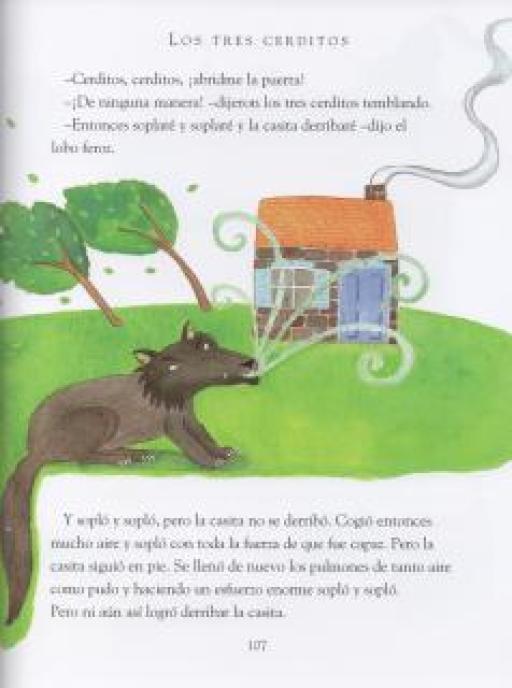 LOS TRES CERDITOS
–Cerditos, cerditos, ¡abridme la puerta!
–¡De ninguna manera! –dijeron los tres cerditos temblando.
–Entonces soplaré y soplaré y la casita derribaré –dijo el
lobo feroz.
Y sopló y sopló, pero la casita no se derribó. Cogió entonces
mucho aire y sopló con toda la fuerza de que fue capaz. Pero la
casita siguió en pie. Se llenó de nuevo los pulmones de tanto aire
como pudo y haciendo un esfuerzo enorme sopló y sopló.
Pero ni aún así logró derribar la casita.
107